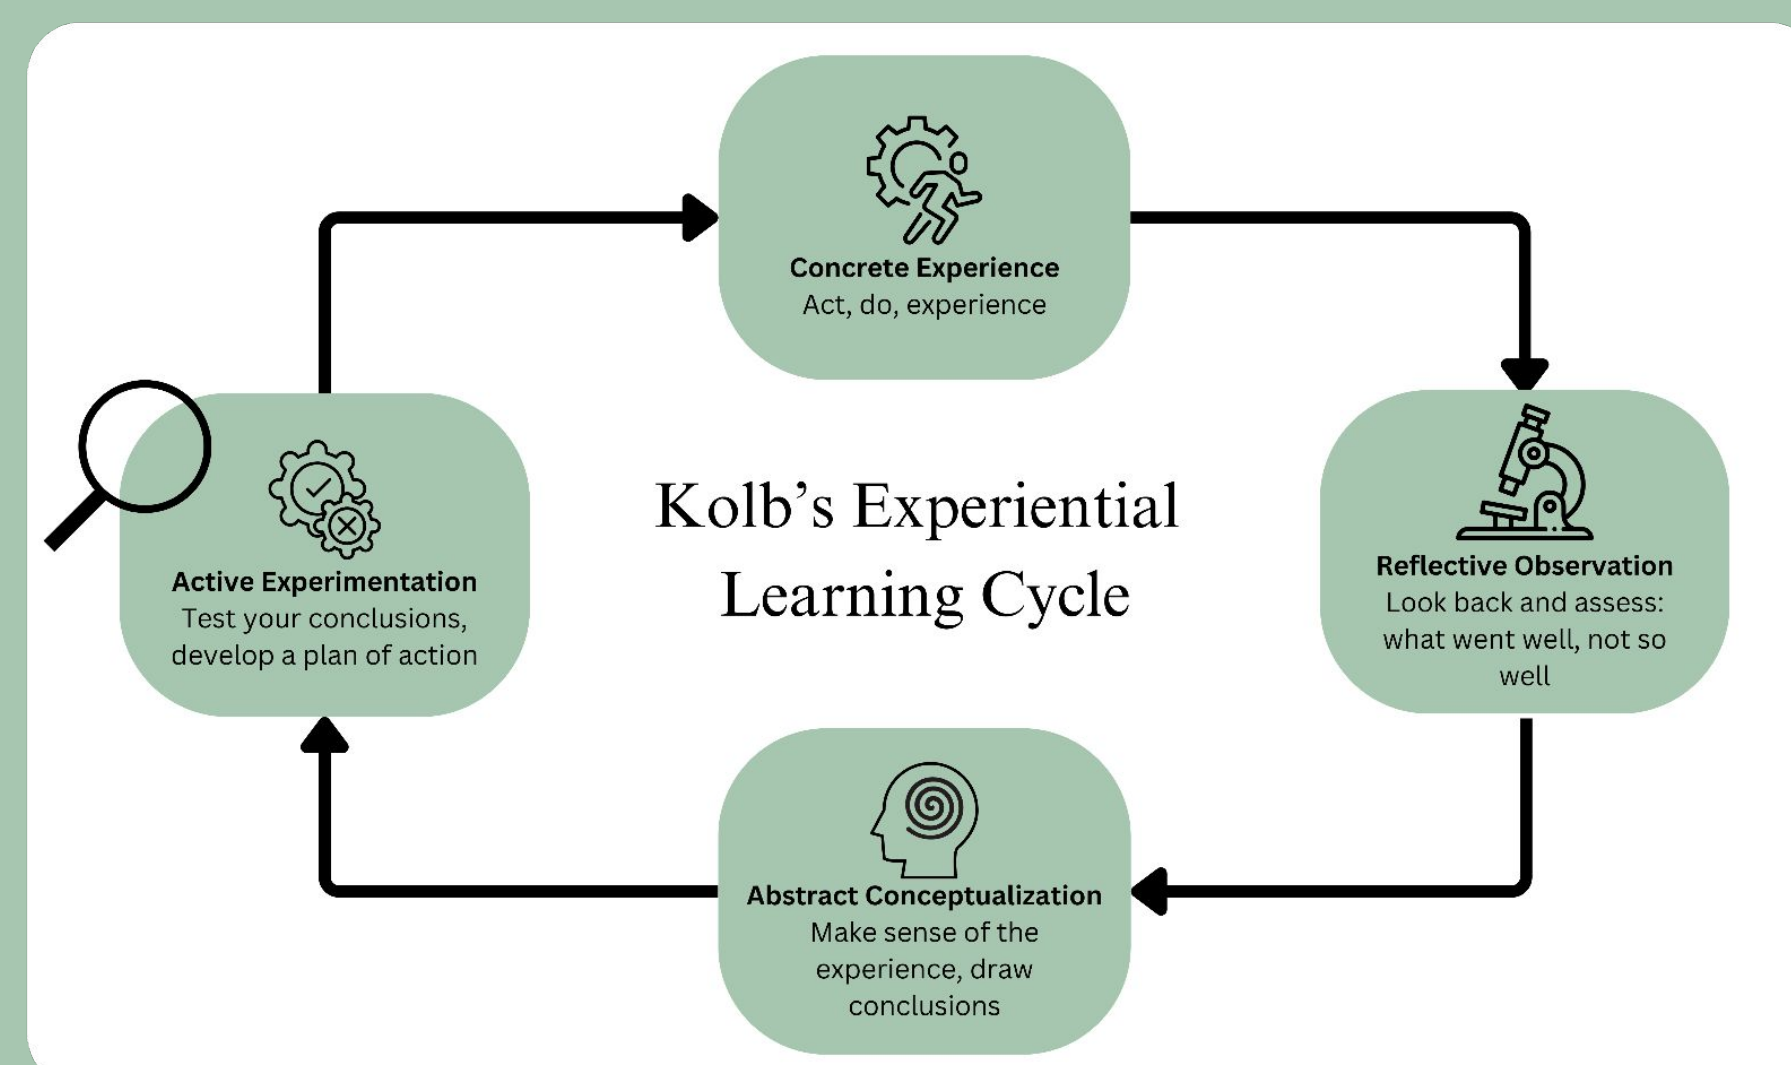 Concrete Experience
Act, do, experience
Active Experimentation
Test your conclusions,
develop a plan of action
Kolb’s Experiential
Learning Cycle
Reflective Observation
Look back and assess:
what went well, not so
well
Abstract Conceptualization
Make sense of the
experience, draw
conclusions